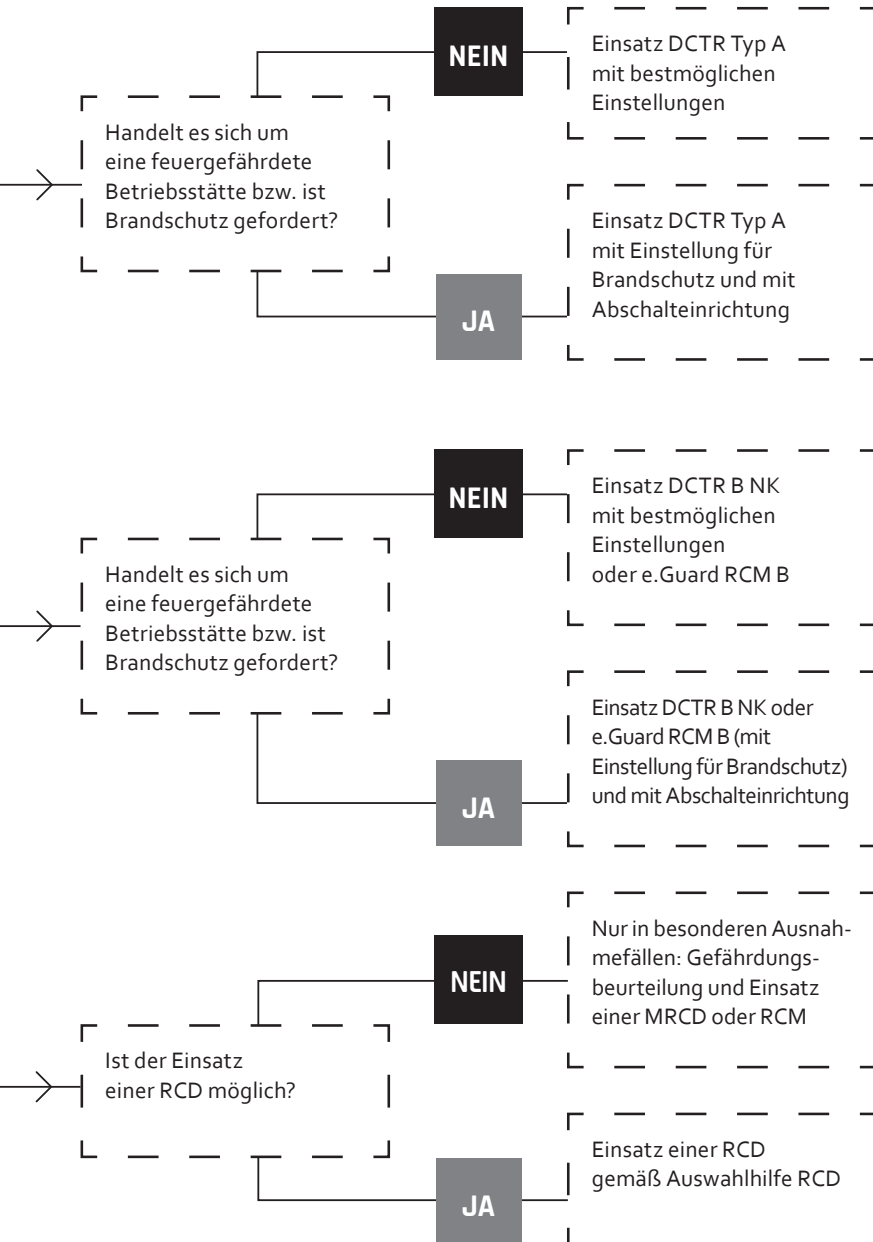 Handelt es sich um
eine feuergefährdete
Betriebsstätte bzw. ist
Brandschutz gefordert?
NEIN
Einsatz DCTR Typ A
mit bestmöglichen
Einstellungen
JA
Einsatz DCTR Typ A
mit Einstellung für
Brandschutz und mit
Abschalteinrichtung
Handelt es sich um
eine feuergefährdete
Betriebsstätte bzw. ist
Brandschutz gefordert?
NEIN
Einsatz DCTR B NK
mit bestmöglichen
Einstellungen
oder e.Guard RCM B
JA
Einsatz DCTR B NK oder
e.Guard RCM B (mit
Einstellung für Brandschutz)
und mit Abschalteinrichtung
Ist der Einsatz
einer RCD möglich?
NEIN
Nur in besonderen Ausnah-
mefällen: Gefährdungs-
beurteilung und Einsatz
einer MRCD oder RCM
JA
Einsatz einer RCD
gemäß Auswahlhilfe RCD